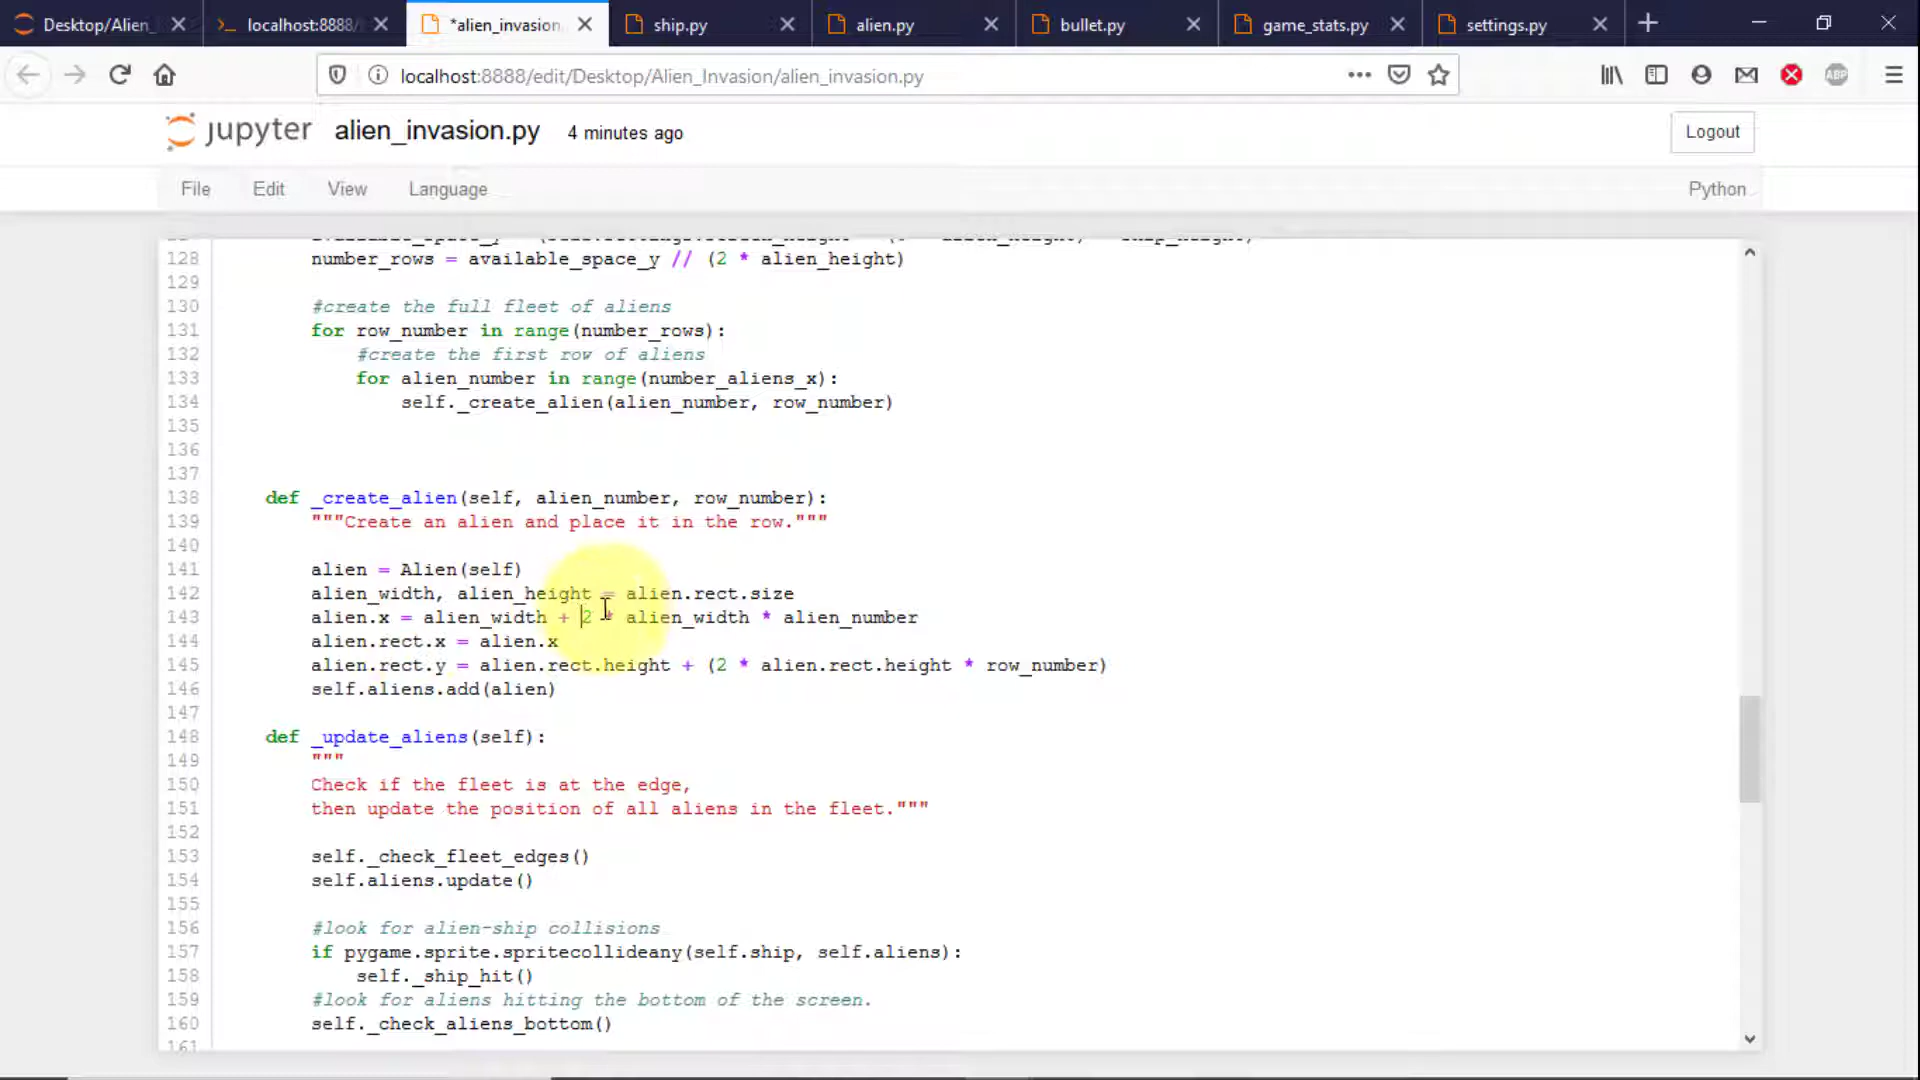 Desktop/Alien_
localhost:8888/
*alien_invasion.
ship.py
alien.py
bullet.py
game_stats.py
settings.py
localhost:8888/edit/Desktop/Alien_Invasion/alien_invasion.py
ABP
jupyter alien_invasion.py 4 minutes ago
Logout
File Edit View Language
Python
128 number_rows = available_space_y // (2 * alien_height)
129
130 #create the full fleet of aliens
131 for row_number in range(number_rows):
132 #create the first row of aliens
133 for alien_number in range(number_aliens_x):
134 self._create_alien(alien_number, row_number)
135
136
137
138 def _create_alien(self, alien_number, row_number):
139 """Create an alien and place it in the row."""
140
141 alien = Alien(self)
142 alien_width, alien_height = alien.rect.size
143 alien.x = alien_width + 2 * alien_width * alien_number
144 alien.rect.x = alien.x
145 alien.rect.y = alien.rect.height + (2 * alien.rect.height * row_number)
146 self.aliens.add(alien)
147
148 def _update_aliens(self):
149 """
150 Check if the fleet is at the edge,
151 then update the position of all aliens in the fleet."""
152
153 self._check_fleet_edges()
154 self.aliens.update()
155
156 #look for alien-ship collisions
157 if pygame.sprite.spritecollideany(self.ship, self.aliens):
158 self._ship_hit()
159 #look for aliens hitting the bottom of the screen.
160 self._check_aliens_bottom()
161